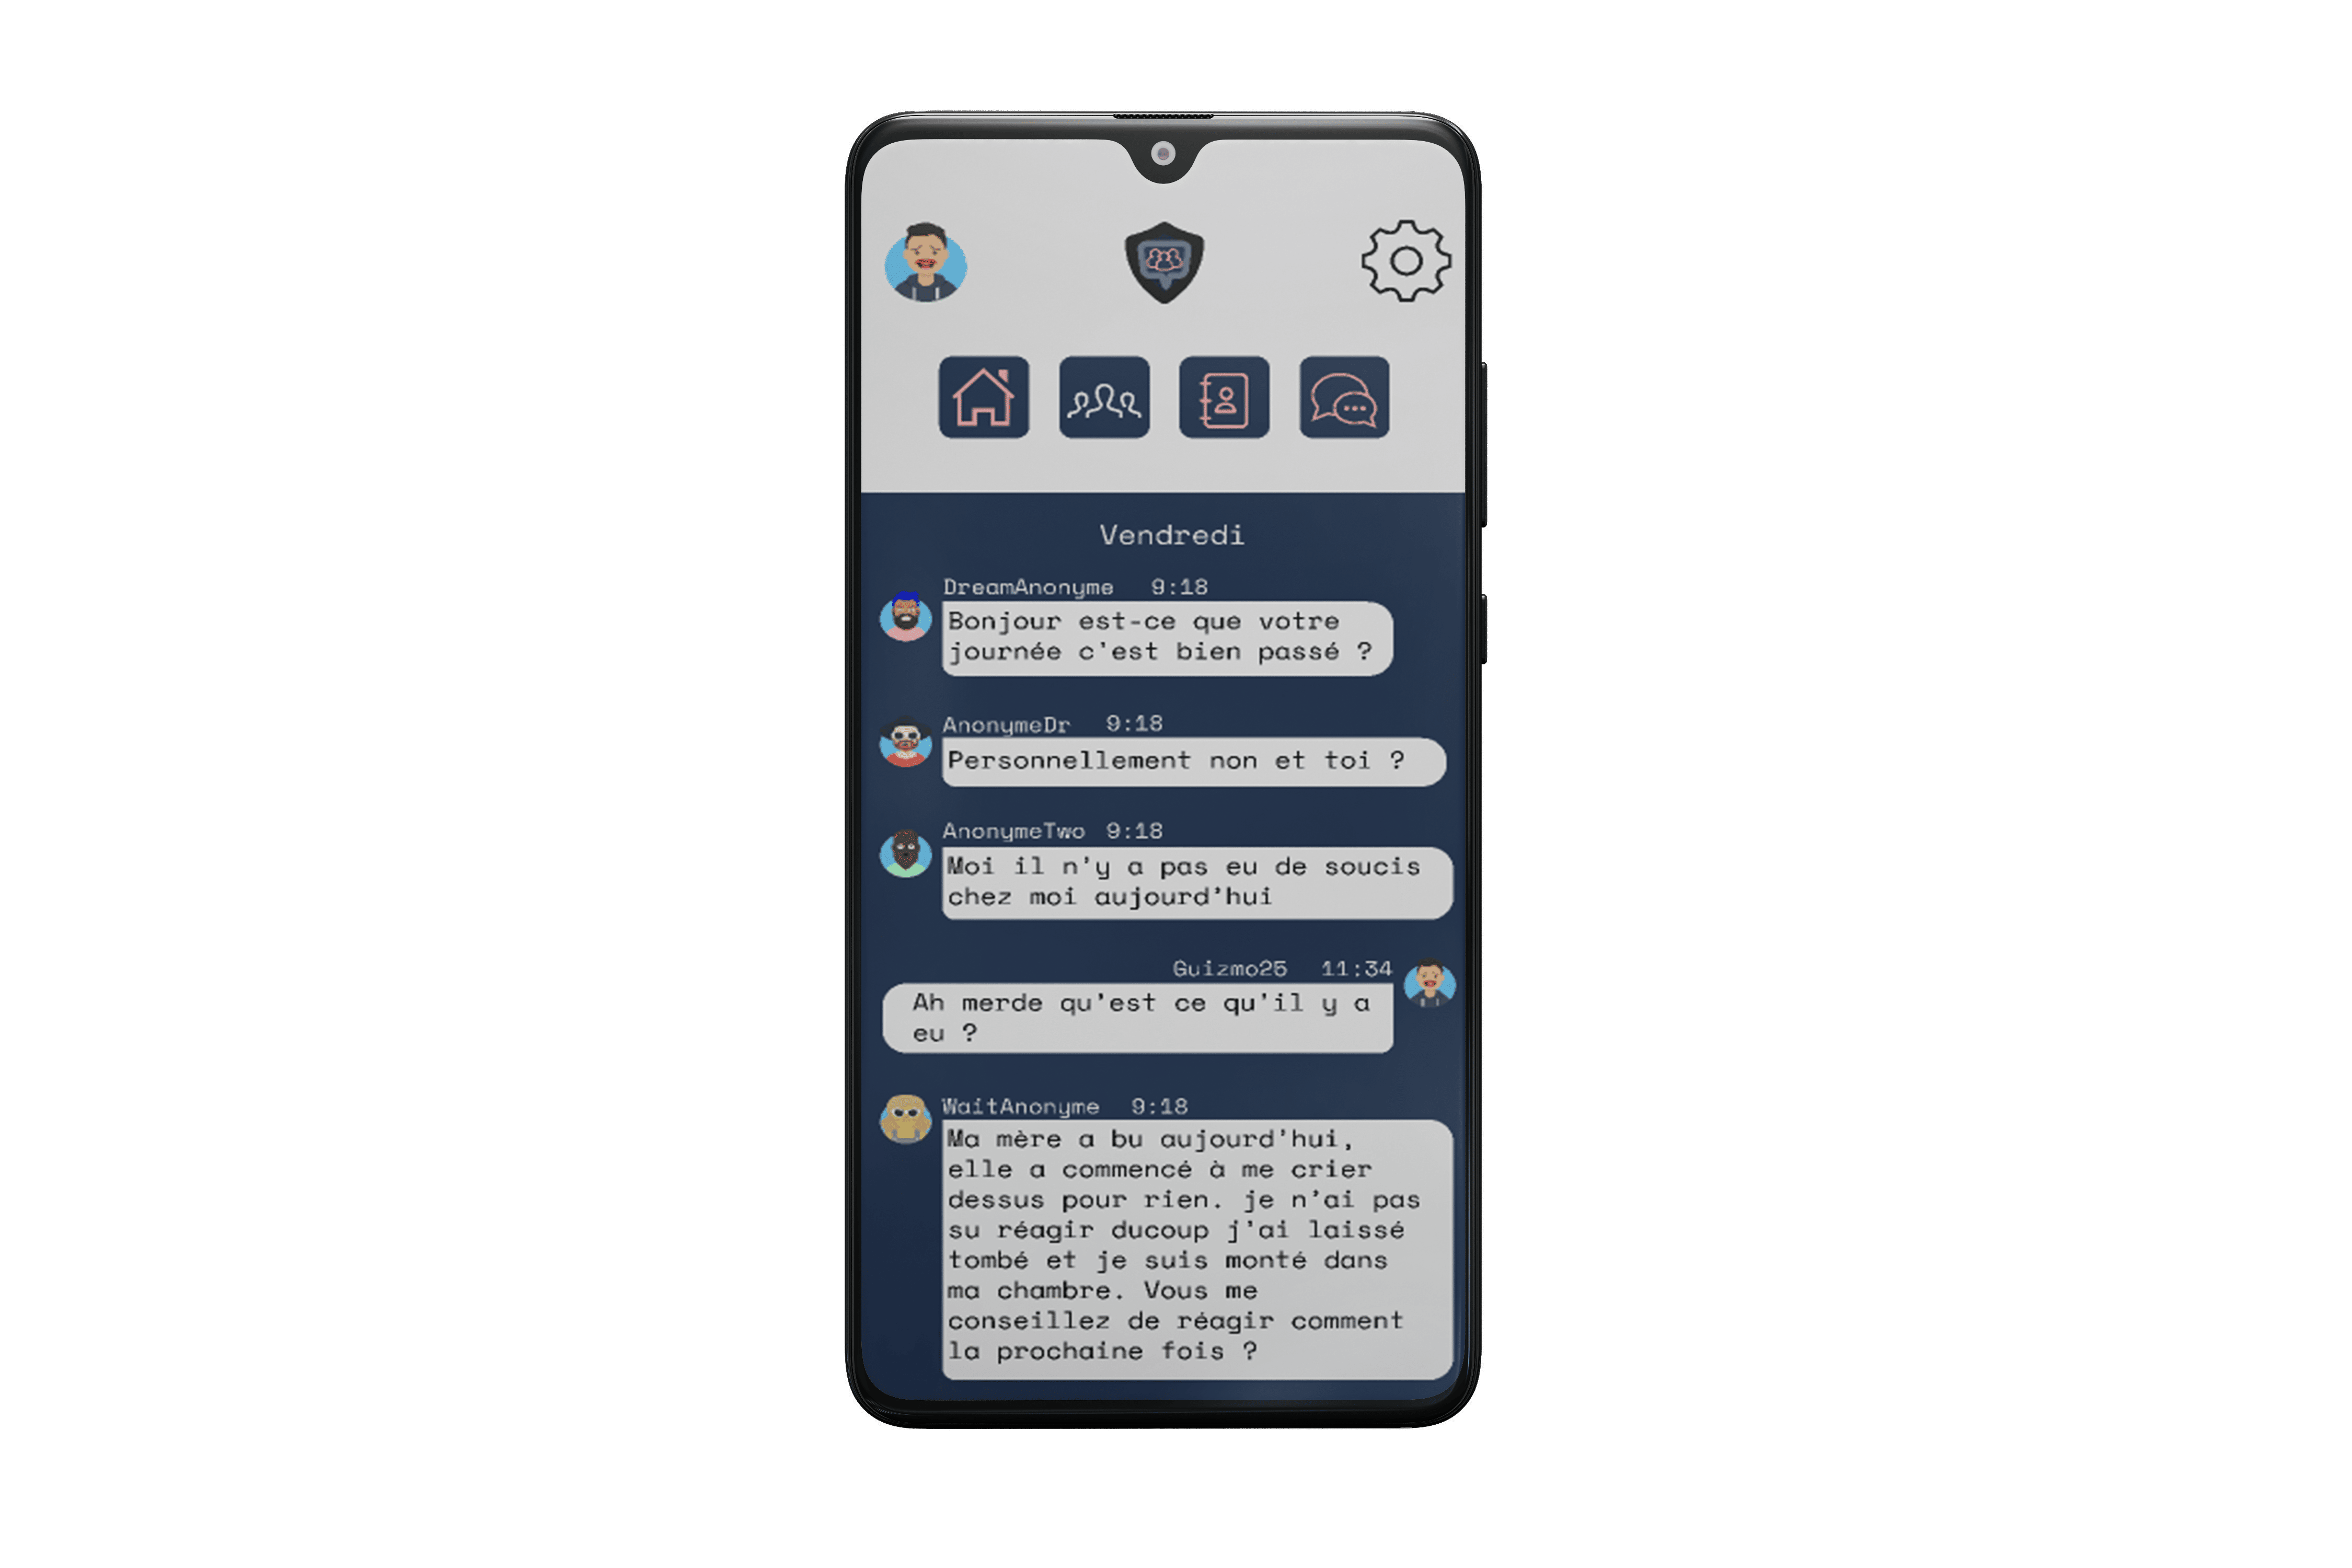 Vendredi
DreamAnonyme 9:18
Bonjour est-ce que votre
journée c'est bien passé ?
AnonymeDr 9:18
Personnellement non et toi ?
AnonymeTwo 9:18
Moi il n'y a pas eu de soucis
chez moi aujourd'hui
Guizmo25 11:34
Ah merde qu'est ce qu'il y a
eu ?
WaitAnonyme 9:18
Ma mère a bu aujourd'hui,
elle a commencé à me crier
dessus pour rien. je n'ai pas
su réagir ducoup j'ai laissé
tombé et je suis monté dans
ma chambre. Vous me
conseillez de réagir comment
la prochaine fois ?